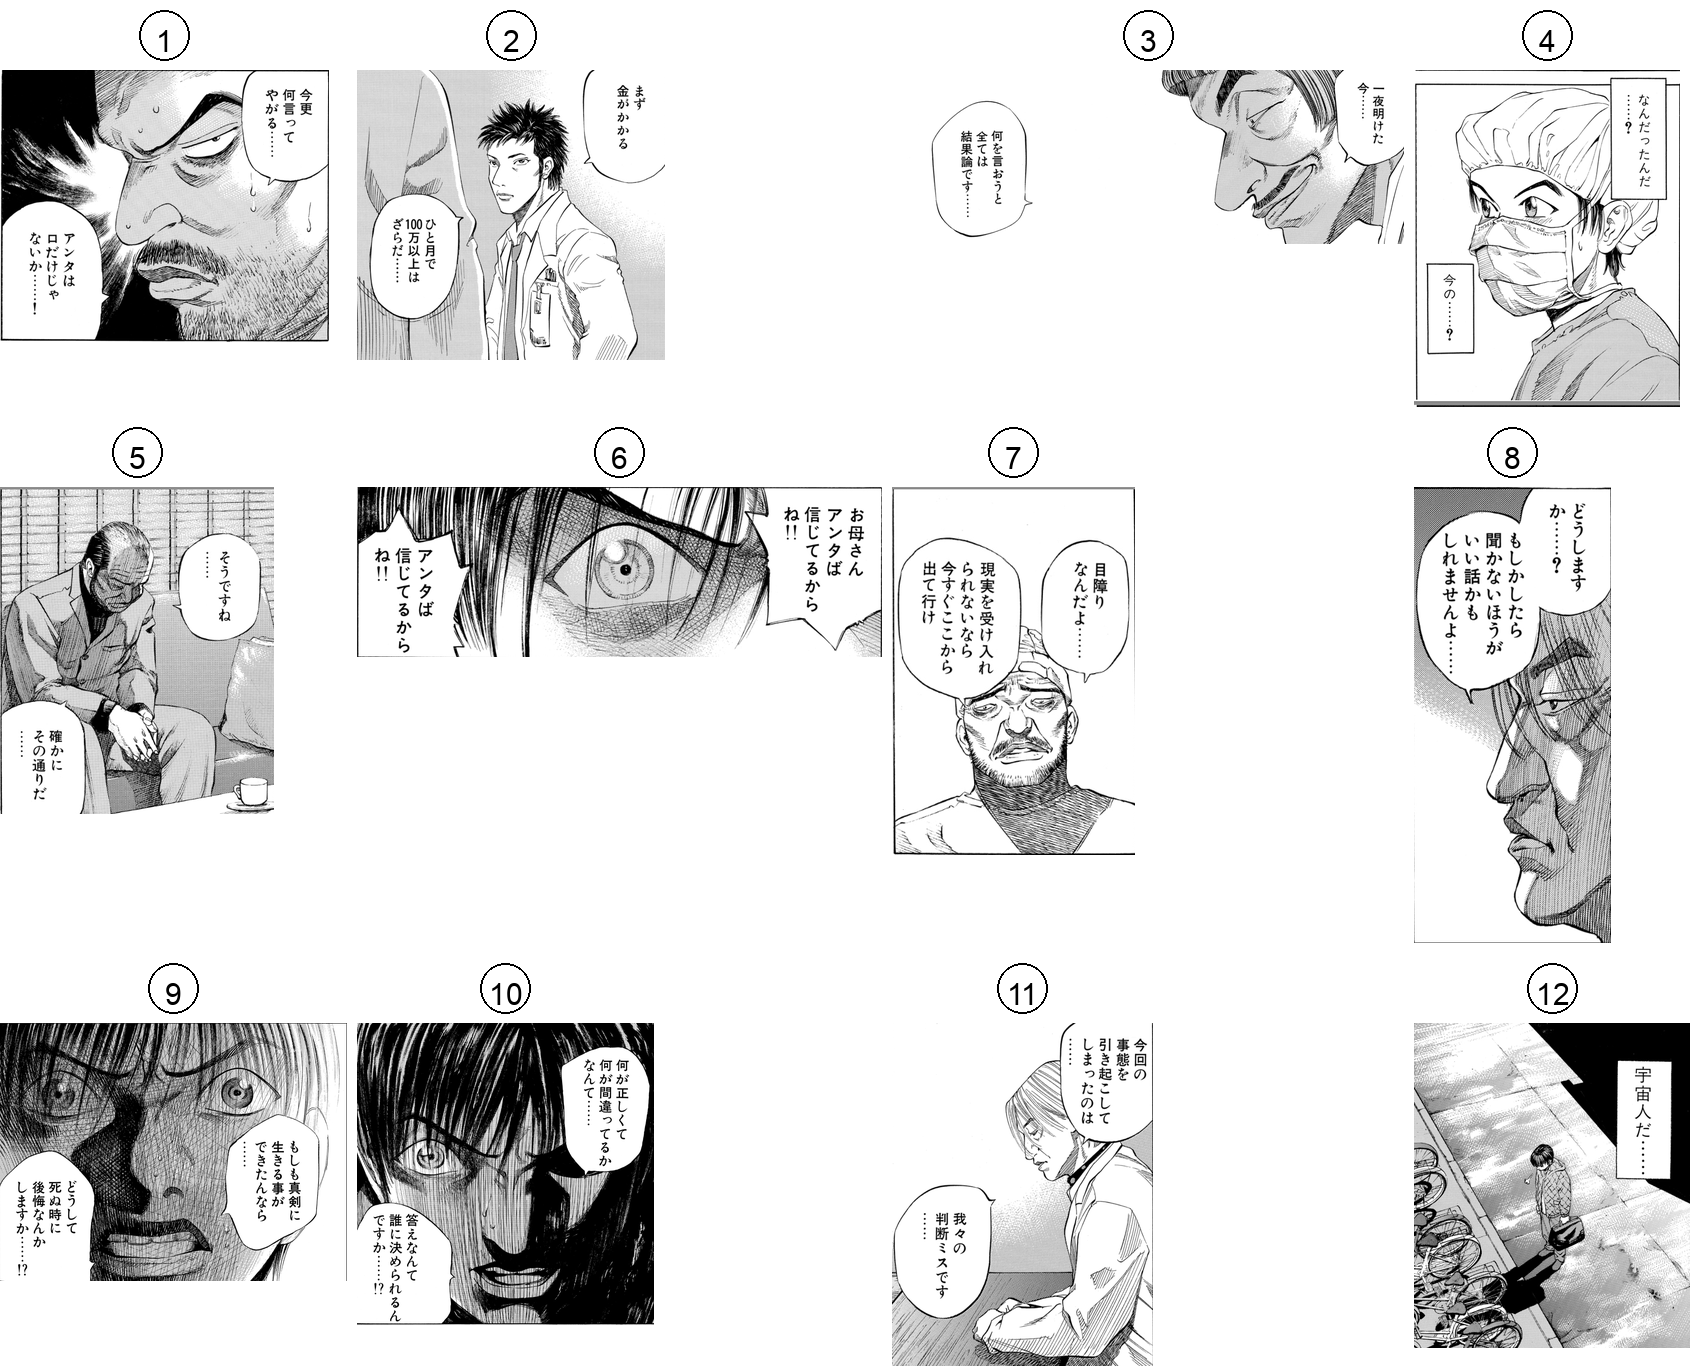 1
今更
何言って
やがる……
アンタは
口だけじゃ
ないか……!
2
まず
金がかかる
ひと月で
100万以上は
ざらだ……
3
一夜明けた
今……
何を言おうと
全ては
結果論です……
4
なんだったんだ
……?
今の……?
5
そうですね
……
確かに
その通りだ
……
6
お母さん
アンタば
信じてるから
ね!!
アンタば
信じてるから
ね!!
7
目障り
なんだよ……
現実を受け入れ
られないなら
今すぐここから
出て行け
8
どうします
か……?
もしかしたら
聞かないほうが
いい話かも
しれませんよ……
9
もしも真剣に
生きる事が
できたんなら
……
どうして
死ぬ時に
後悔なんか
しますか……!?
10
何が正しくて
何が間違ってるか
なんて……
答えなんて
誰に決められるん
ですか……!?
11
今回の
事態を
引き起こして
しまったのは
……
我々の
判断ミスです
……
12
宇宙人だ……